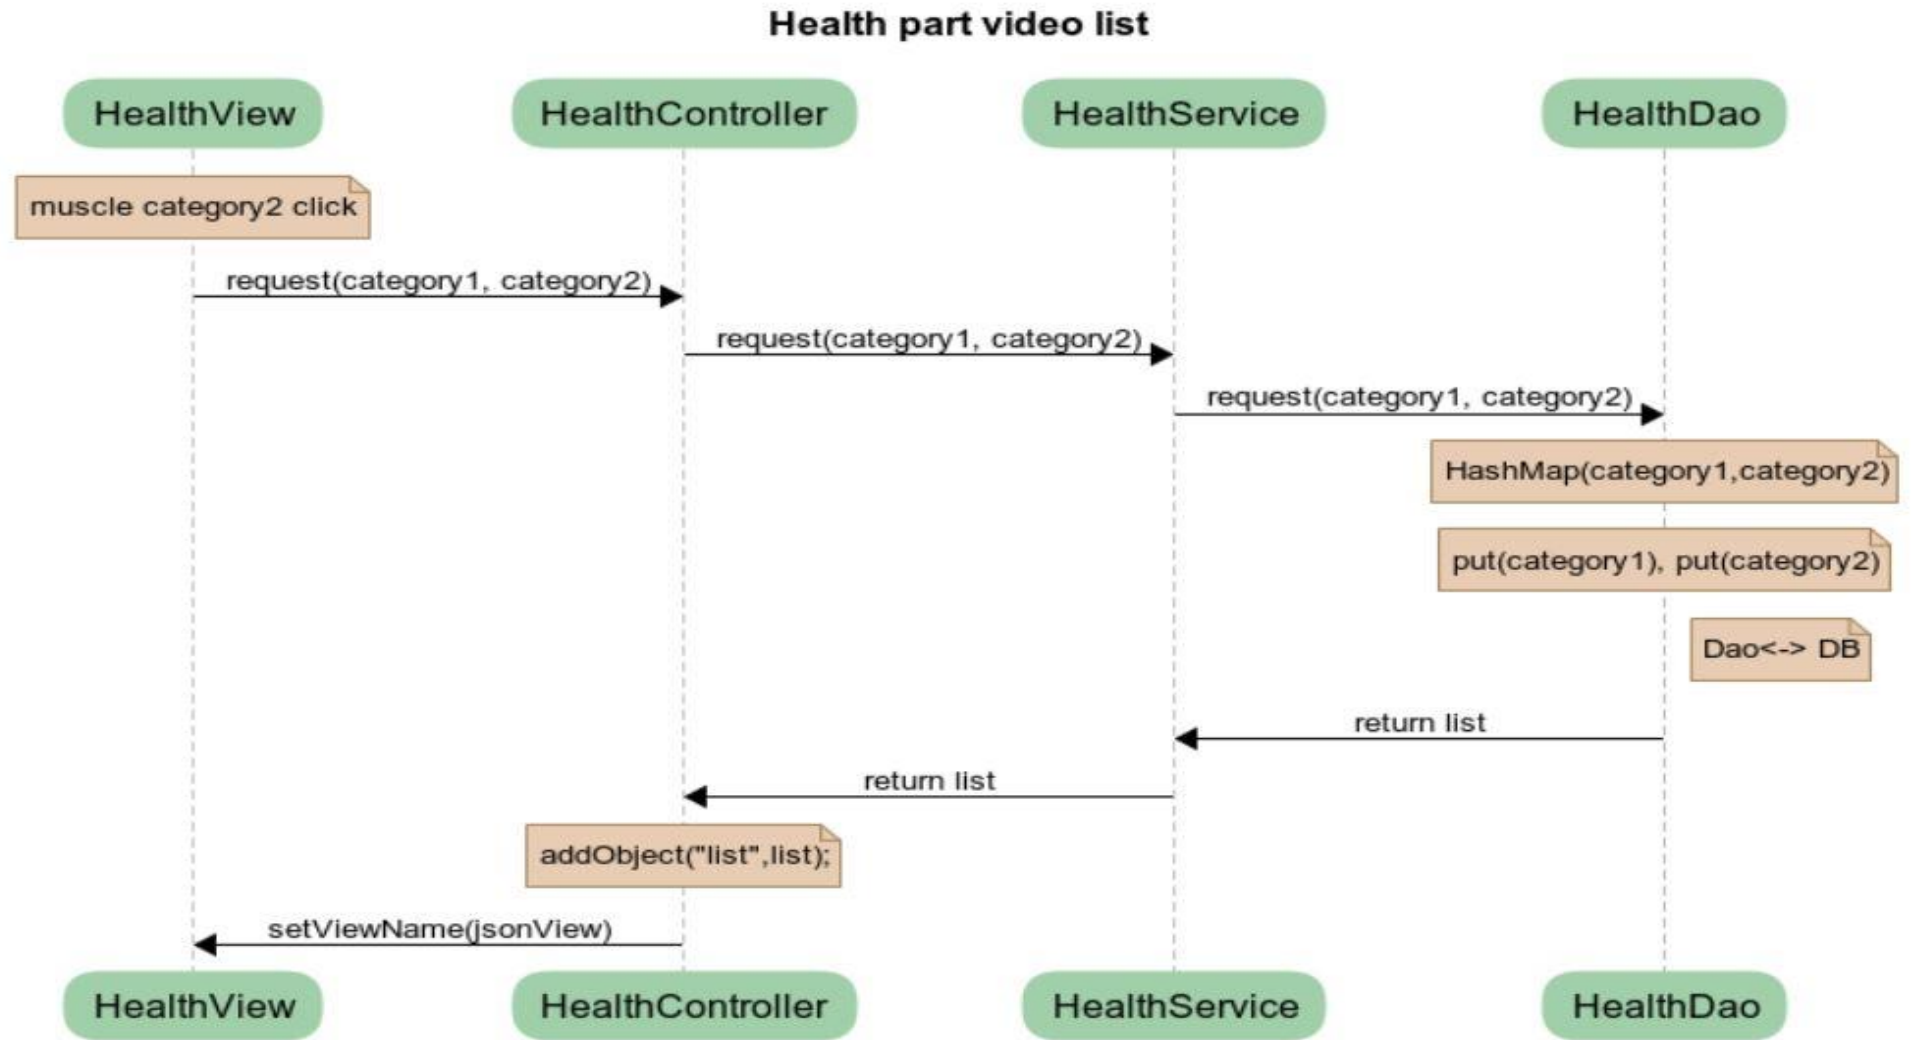 Health part video list
HealthView
HealthController
HealthService
HealthDao
muscle category2 click
request(category1, category2)
request(category1, category2)
request(category1, category2)
HashMap(category1,category2)
put(category1), put(category2)
Dao<-> DB
return list
return list
addObject("list",list);
setViewName(jsonView)
HealthView
HealthController
HealthService
HealthDao